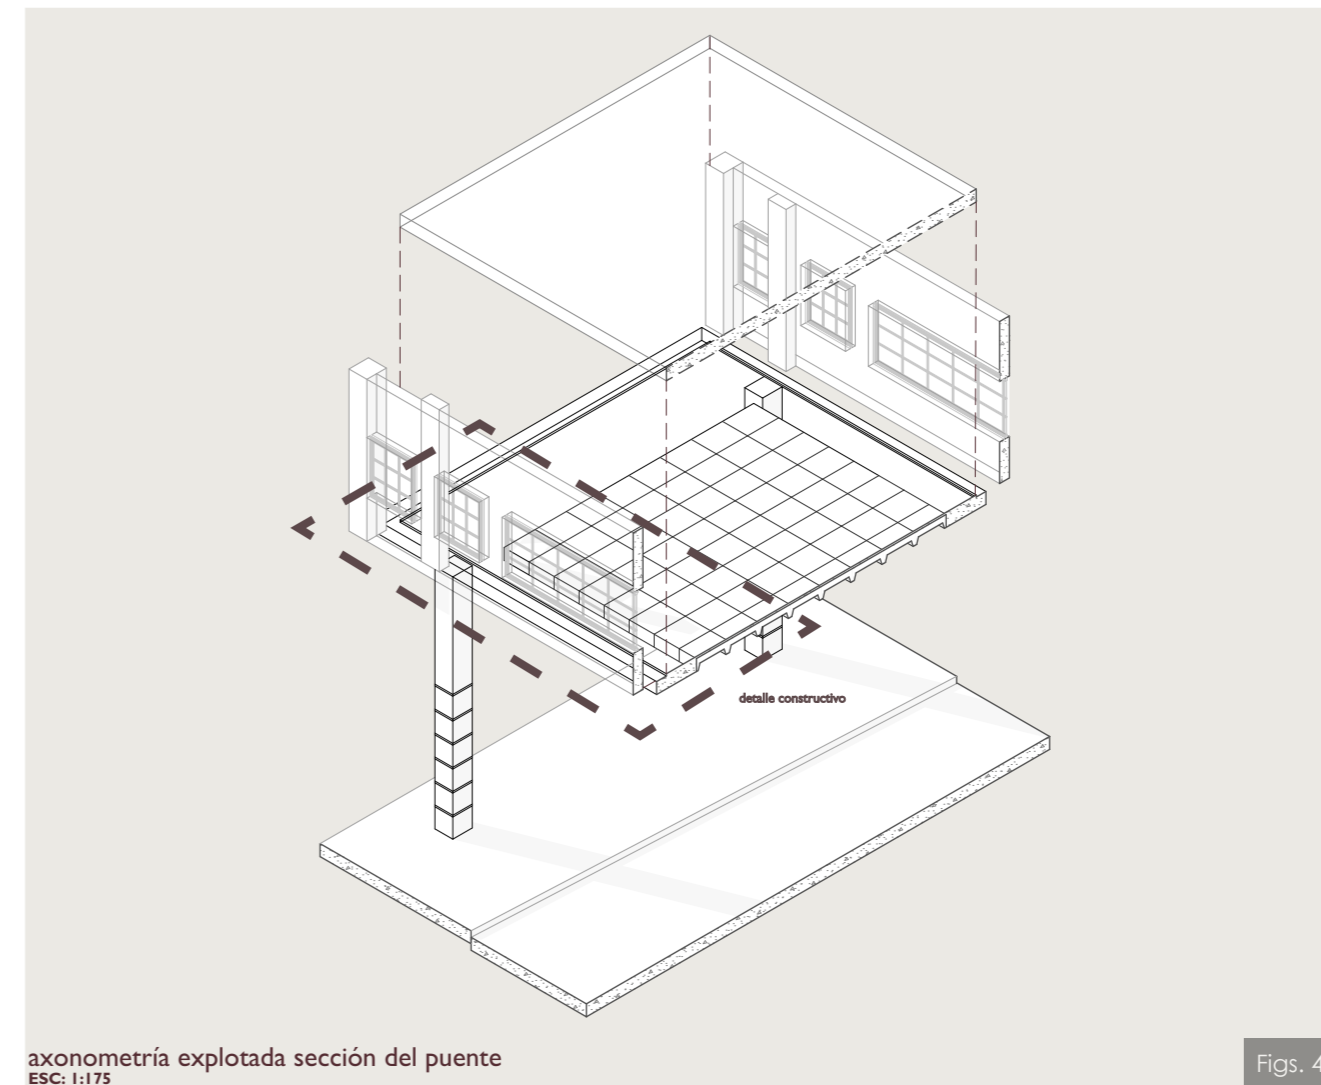 detalle constructivo
axonometría explotada sección del puente
ESC: 1:175
Figs. 4